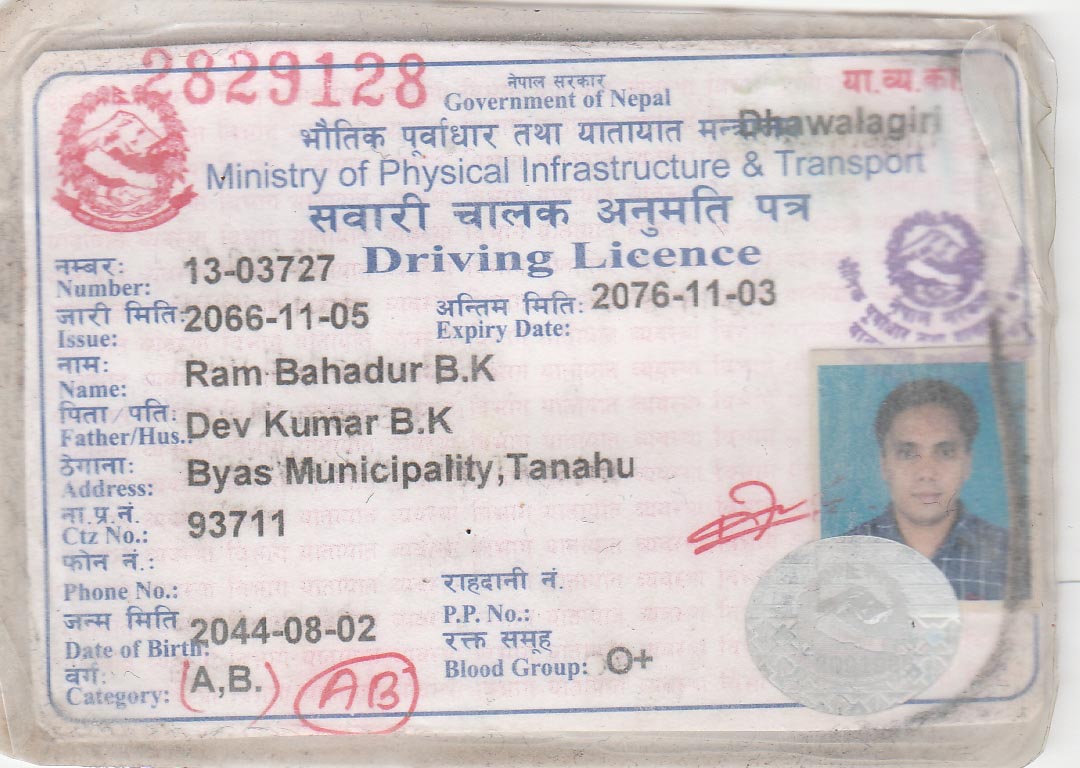 2829128
नेपाल सरकार
Government of Nepal
या.व्य.का
भौतिक पूर्वाधार तथा यातायात
Dhawalagiri
Ministry of Physical Infrastructure & Transport
सवारी चालक अनुमति पत्र
Driving Licence
नम्बर: 13-03727
Number:
जारी मिति: 2066-11-05 अन्तिम मिति: 2076-11-03
Issue: Expiry Date:
नाम: Ram Bahadur B.K
Name:
पिता/पति: Dev Kumar B.K
Father/Hus.:
ठेगाना: Byas Municipality,Tanahu
Address:
ना.प्र.नं. 93711
Ctz No.:
फोन नं.: राहदानी नं.
Phone No.: P.P. No.:
जन्म मिति 2044-08-02 रक्त समूह
Date of Birth: Blood Group: O+
वर्ग: A,B. AB
Category: